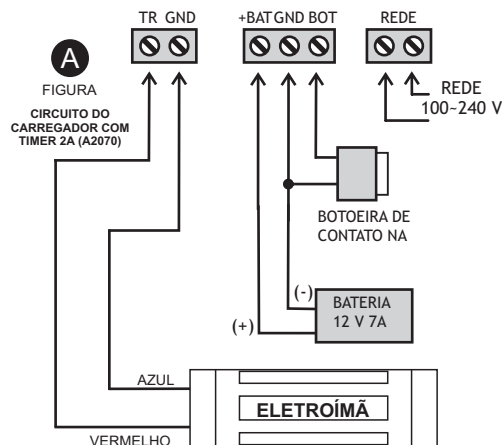 TR GND
+BAT GND BOT
REDE
A
FIGURA
CIRCUITO DO
CARREGADOR COM
TIMER 2A (A2070)
REDE
100~240 V
BOTOEIRA DE
CONTATO NA
(-)
(+)
BATERIA
12 V 7A
AZUL
ELETROÍMÃ
VERMELHO